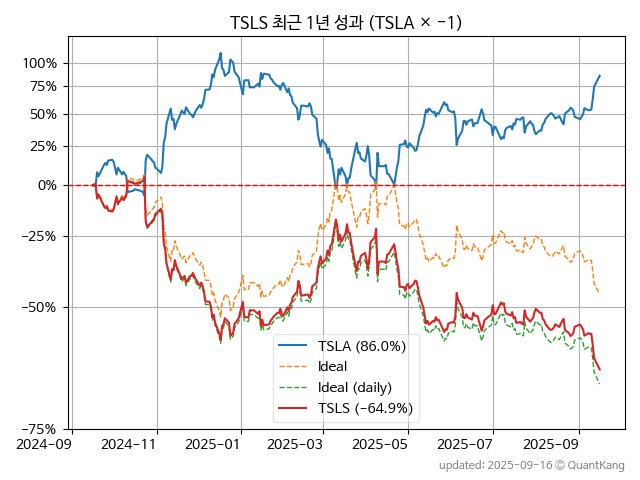 TSLS 최근 1년 성과 (TSLA × −1)
100%
75%
50%
25%
0%
−25%
−50%
−75%
TSLA (86.0%)
Ideal
Ideal (daily)
TSLS (−64.9%)
2024-09 2024-11 2025-01 2025-03 2025-05 2025-07 2025-09
updated: 2025-09-16 ⓒ QuantKang